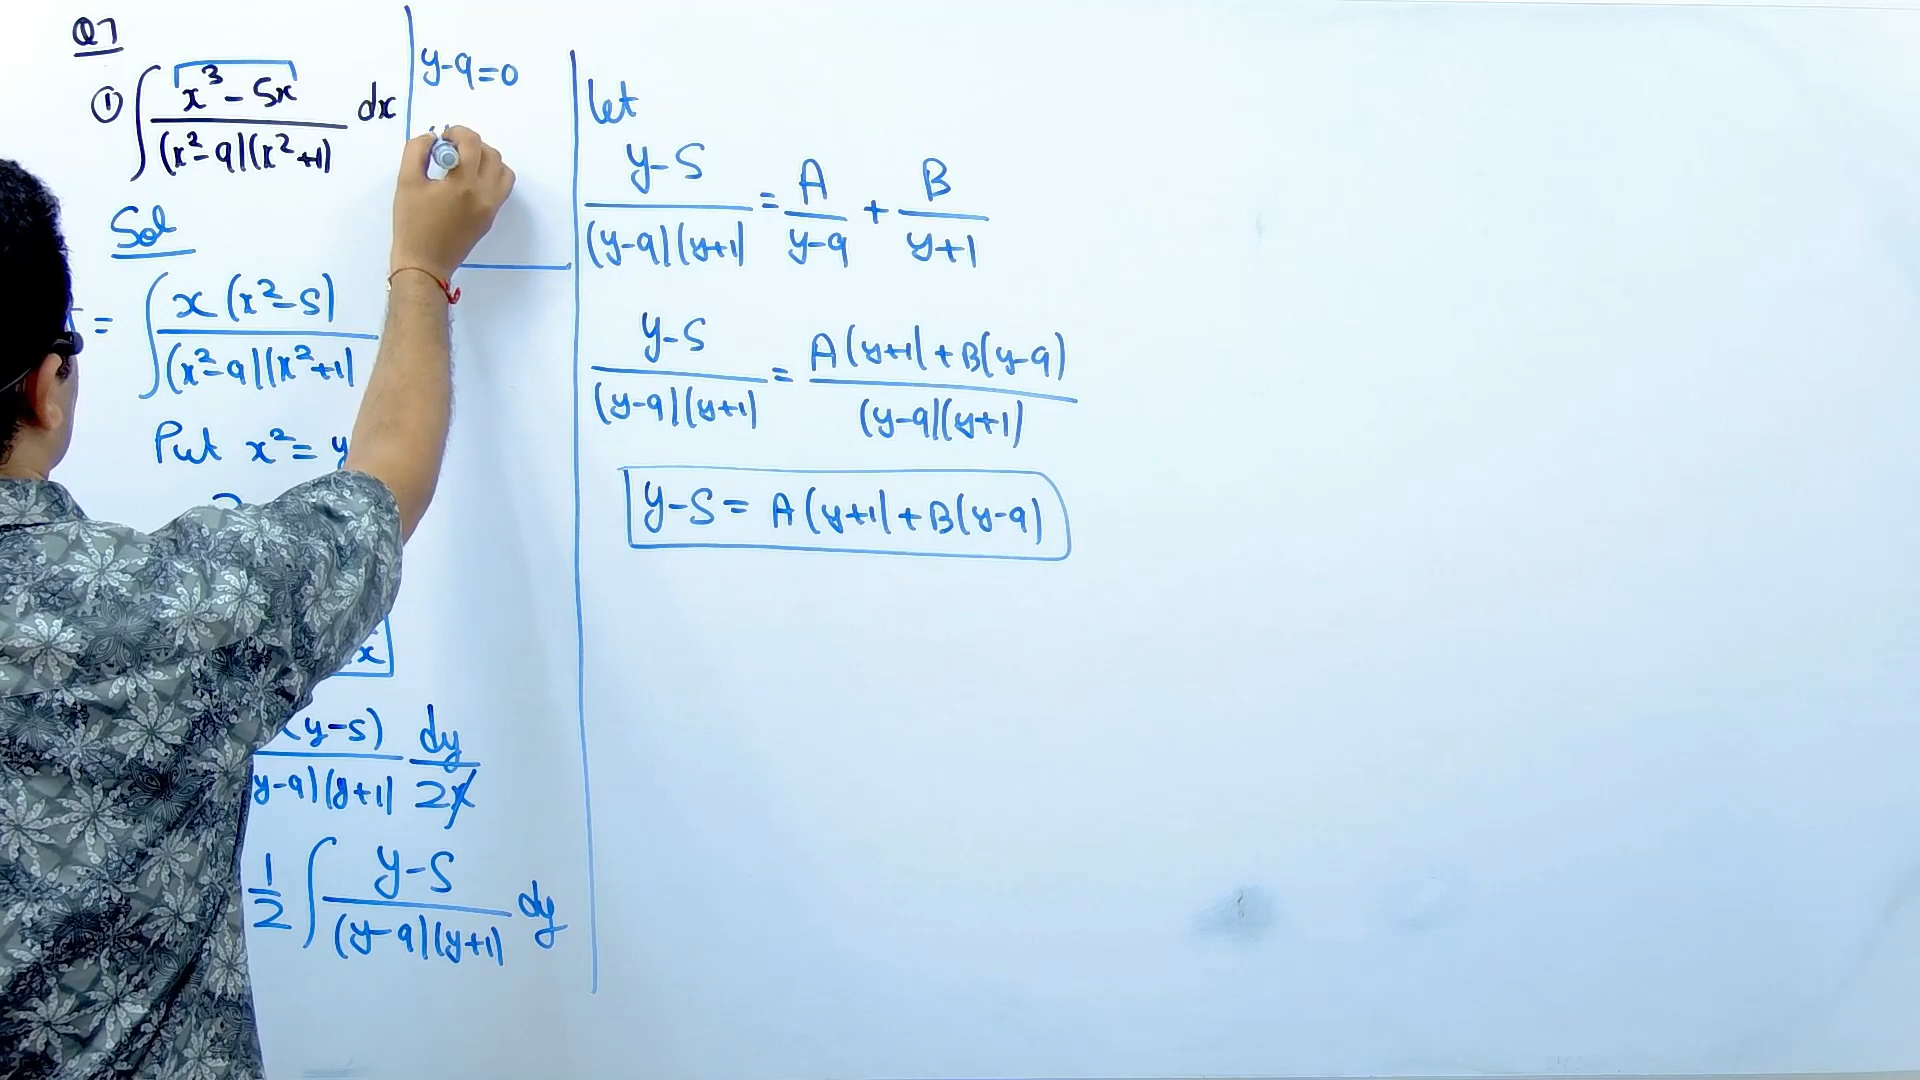 Q7
① ∫ x³ - 5x / (x²-9)(x²+1) dx
Sol
= ∫ x (x²-5) / (x²-9)(x²+1)
Put x² = y
x
(y-5) / y-9)(y+1) dy / 2x
1/2 ∫ y-5 / (y-9)(y+1) dy
y-9=0
let
y-5 / (y-9)(y+1) = A / y-9 + B / y+1
y-5 / (y-9)(y+1) = A(y+1) + B(y-9) / (y-9)(y+1)
y-5 = A(y+1) + B(y-9)